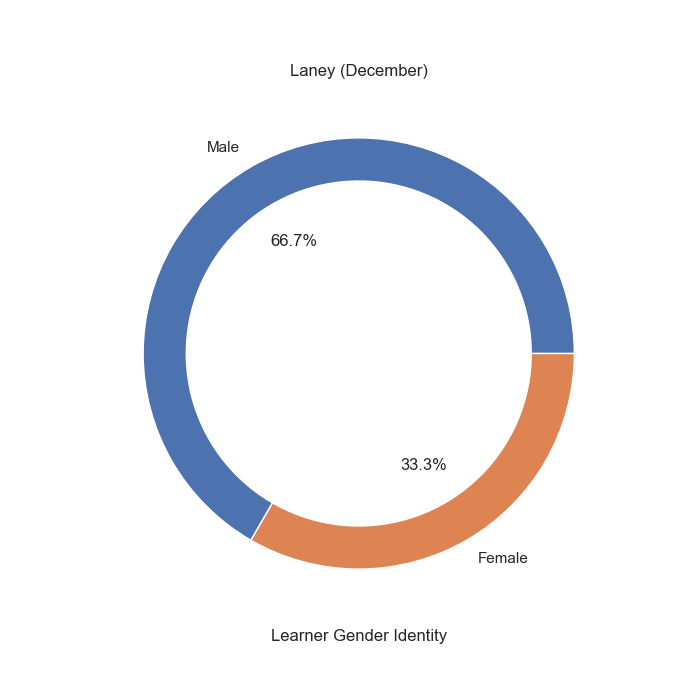 Laney (December)
Male
66.7%
33.3%
Female
Learner Gender Identity